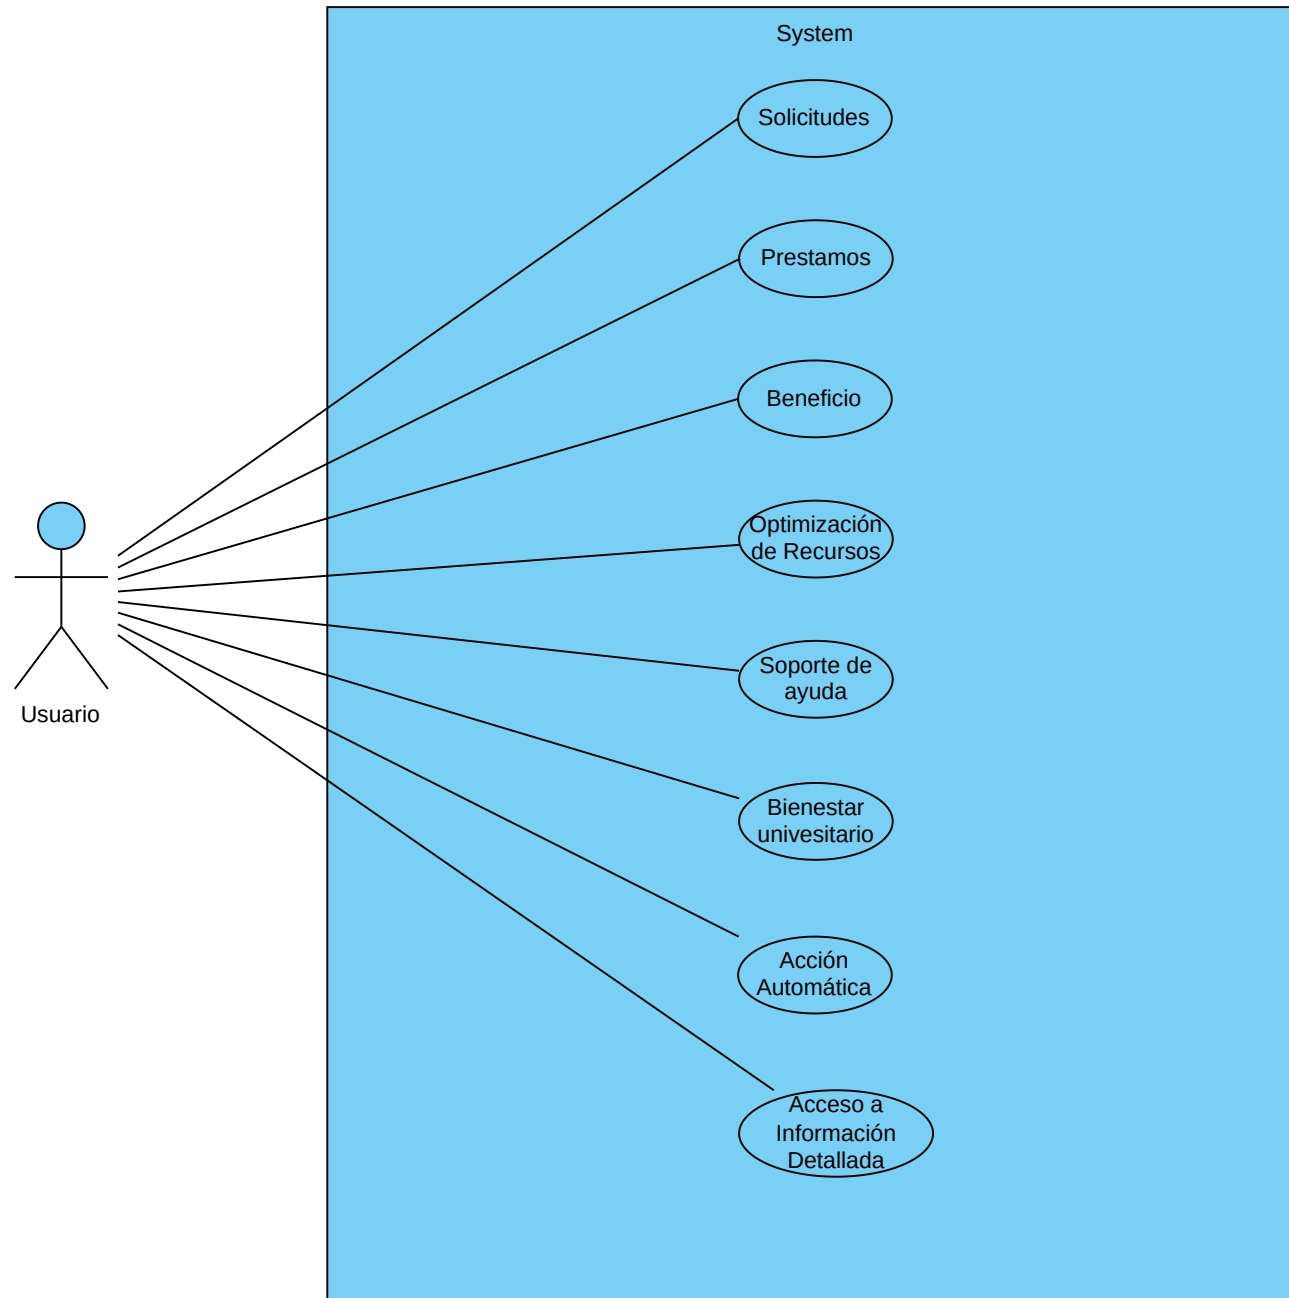 System
Solicitudes
Prestamos
Beneficio
Optimización
de Recursos
Soporte de
ayuda
Usuario
Bienestar
univesitario
Acción
Automática
Acceso a
Información
Detallada